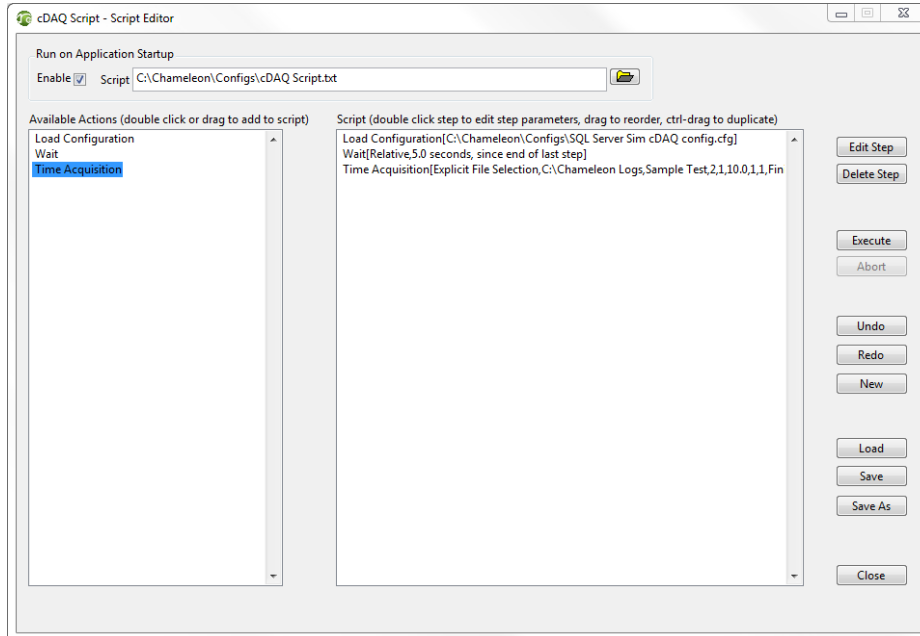 cDAQ Script - Script Editor
Run on Application Startup
Enable Script C:\Chameleon\Configs\cDAQ Script.txt
Available Actions (double click or drag to add to script)
Load Configuration
Wait
Time Acquisition
Script (double click step to edit step parameters, drag to reorder, ctrl-drag to duplicate)
Load Configuration[C:\Chameleon\Configs\SQL Server Sim cDAQ config.cfg]
Wait[Relative,5.0 seconds, since end of last step]
Time Acquisition[Explicit File Selection,C:\Chameleon Logs,Sample Test,2,1,10.0,1,1,Fin
Edit Step
Delete Step
Execute
Abort
Undo
Redo
New
Load
Save
Save As
Close